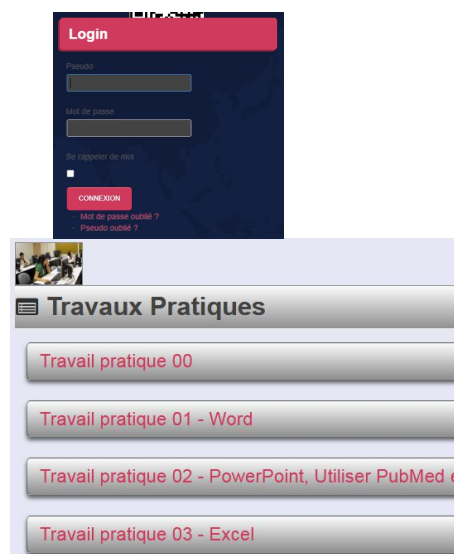 Login
Pseudo
Mot de passe
Se rappeler de moi
CONNEXION
- Mot de passe oublié ?
- Pseudo oublié ?
Travaux Pratiques
Travail pratique 00
Travail pratique 01 - Word
Travail pratique 02 - PowerPoint, Utiliser PubMed e
Travail pratique 03 - Excel